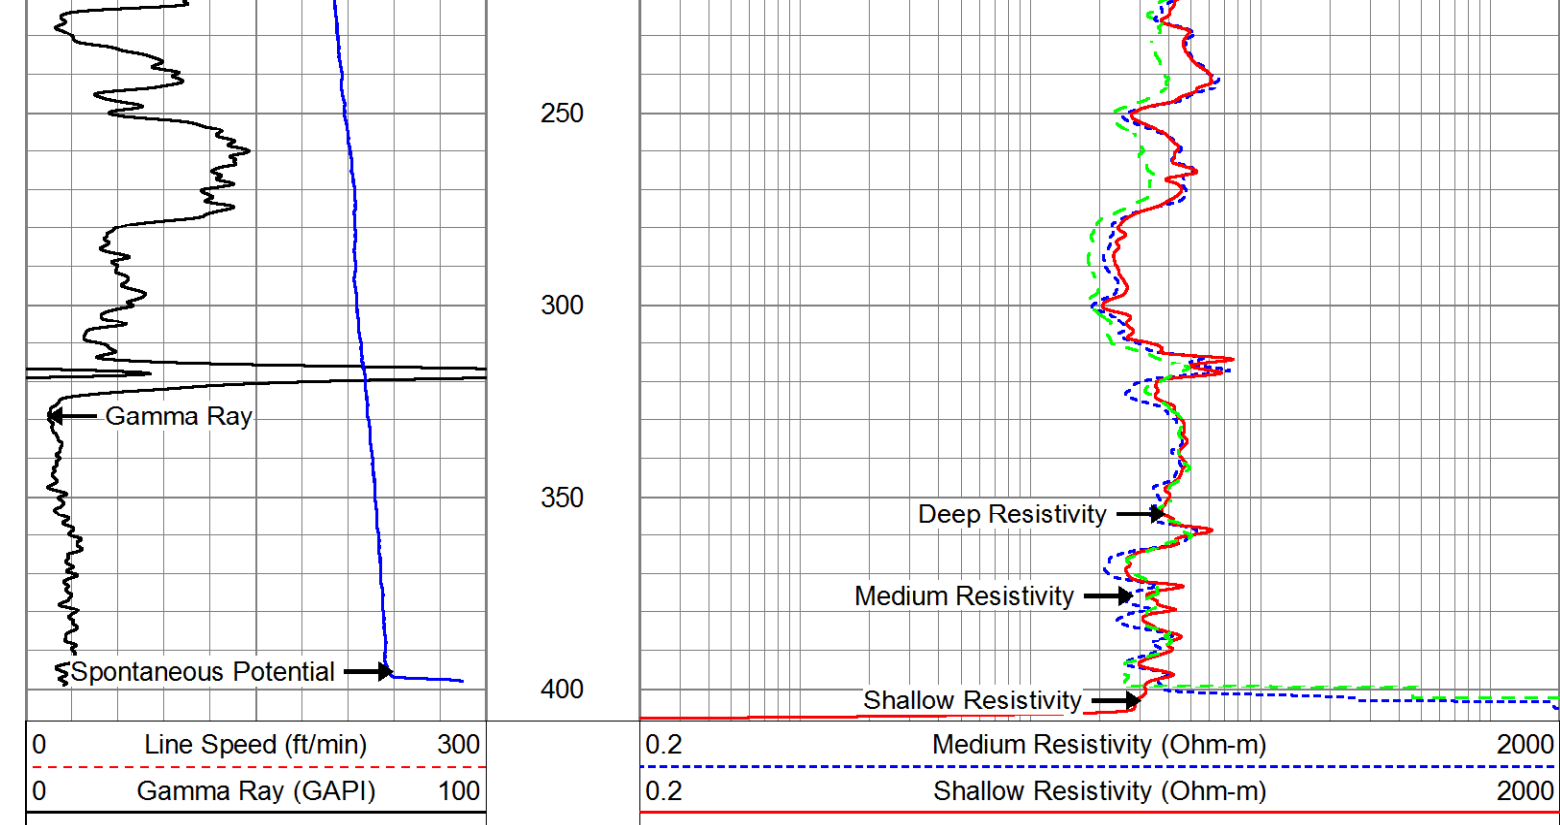 250
300
Gamma Ray
350
Deep Resistivity
Medium Resistivity
Spontaneous Potential
400
Shallow Resistivity
0 Line Speed (ft/min) 300
0.2 Medium Resistivity (Ohm-m) 2000
0 Gamma Ray (GAPI) 100
0.2 Shallow Resistivity (Ohm-m) 2000